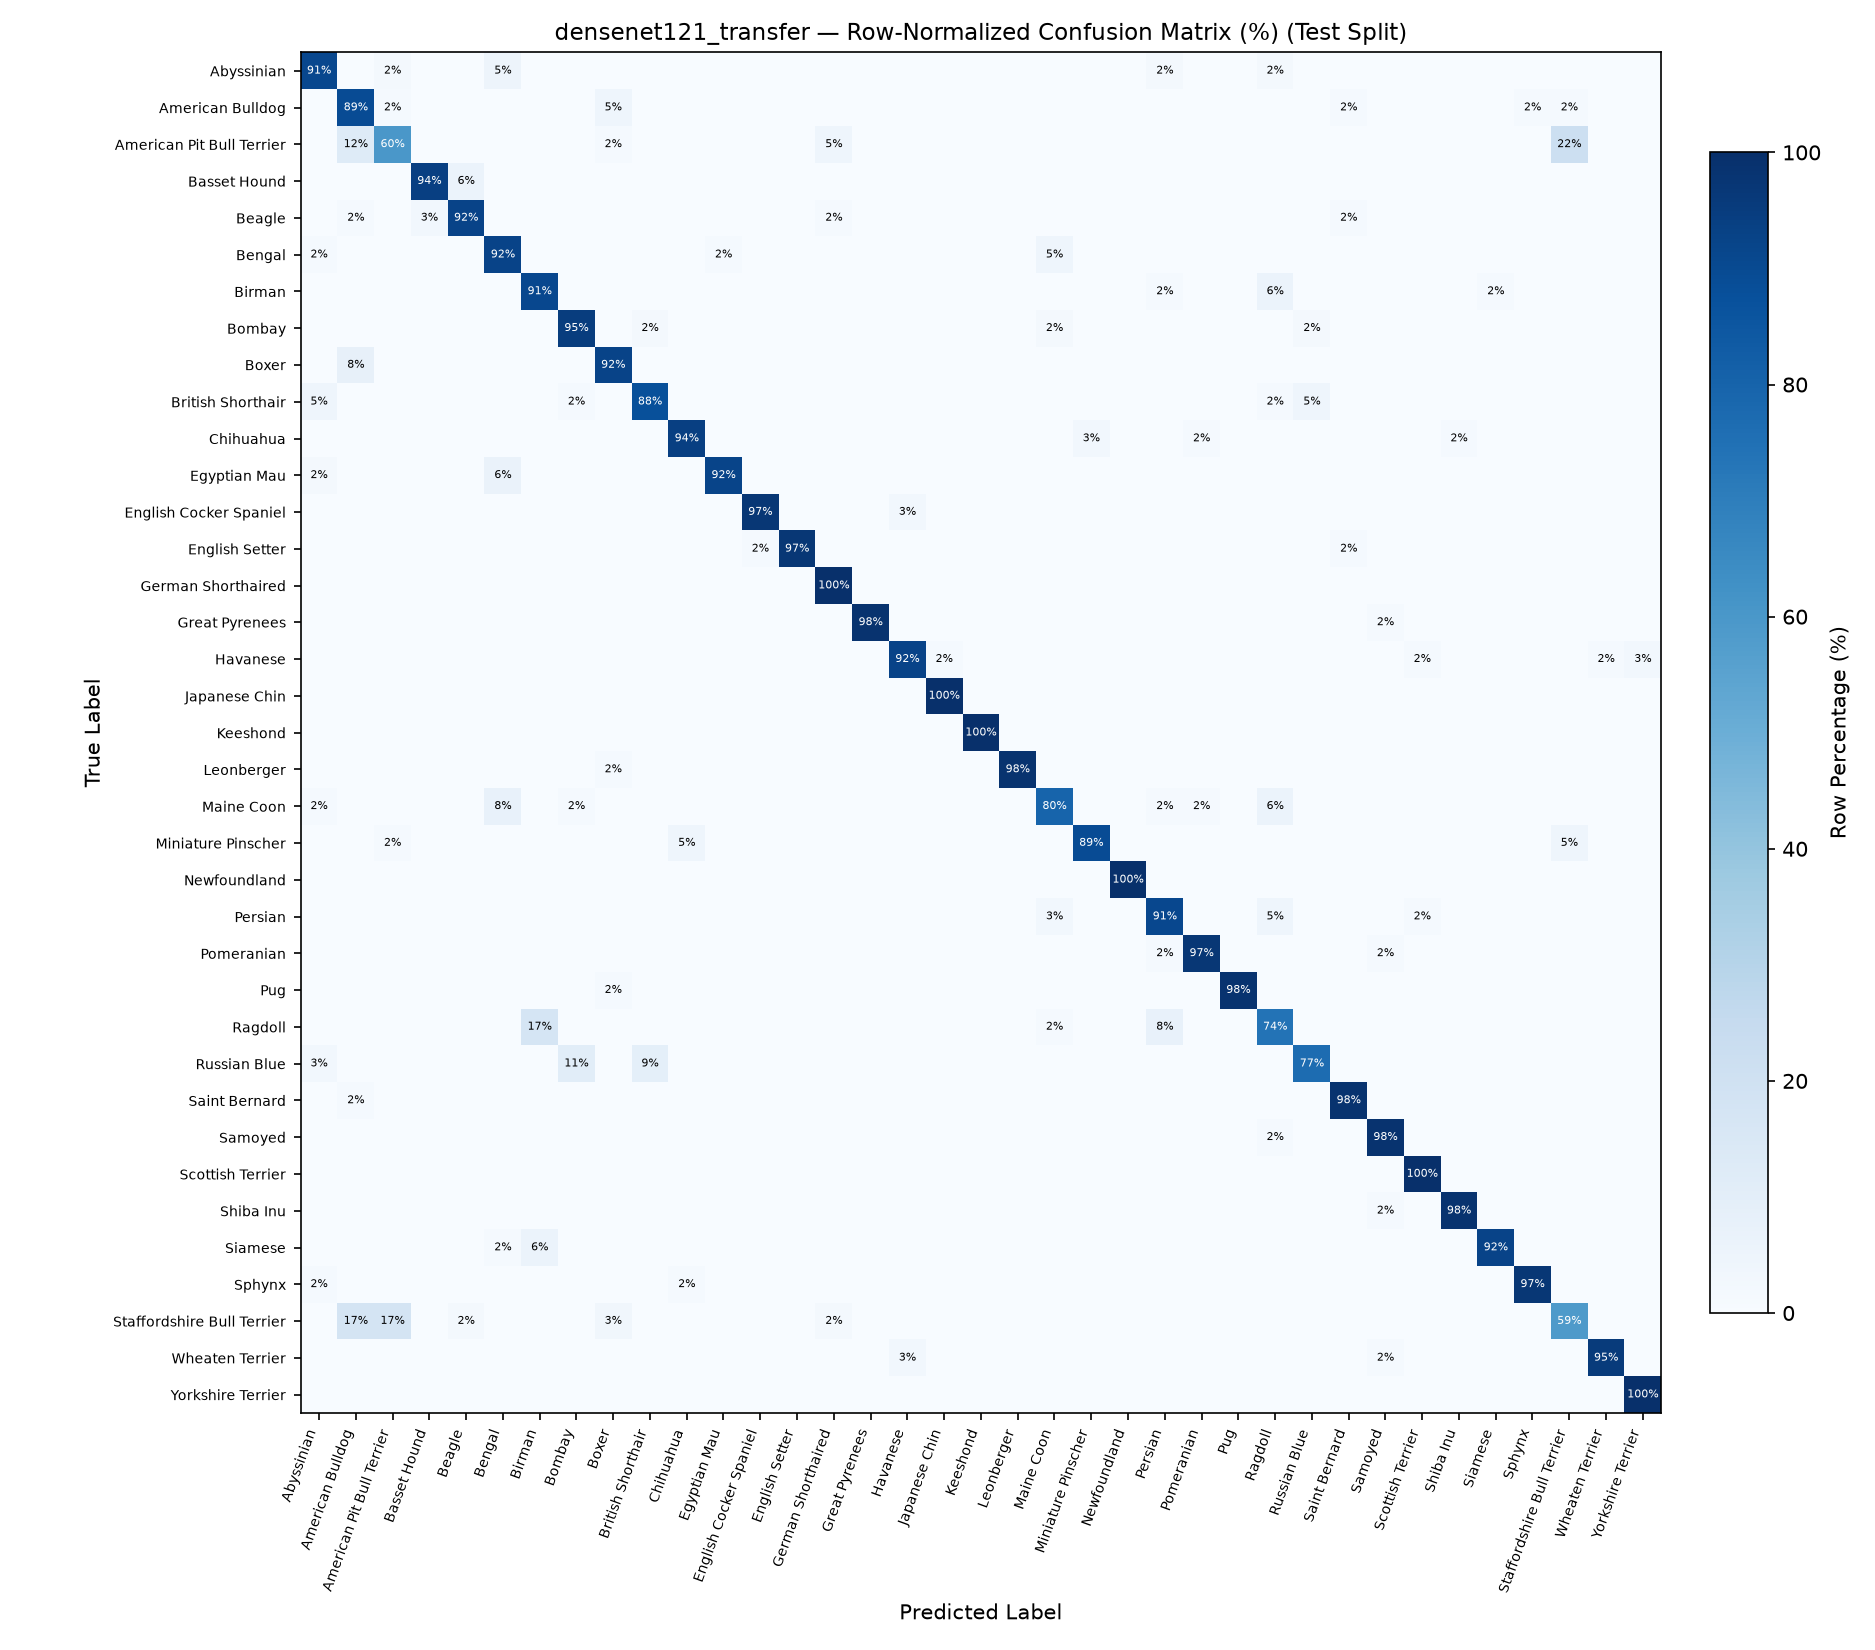 densenet121_transfer — Row-Normalized Confusion Matrix (%) (Test Split)
Abyssinian 91% 2% 5% 2% 2%
American Bulldog 89% 2% 5% 2% 2% 2%
American Pit Bull Terrier 12% 60% 2% 5% 22%
Basset Hound 94% 6%
Beagle 2% 3% 92% 2% 2%
Bengal 2% 92% 2% 5%
Birman 91% 2% 6% 2%
Bombay 95% 2% 2% 2%
Boxer 8% 92%
British Shorthair 5% 2% 88% 2% 5%
Chihuahua 94% 3% 2% 2%
Egyptian Mau 2% 6% 92%
English Cocker Spaniel 97% 3%
English Setter 2% 97% 2%
German Shorthaired 100%
Great Pyrenees 98% 2%
Havanese 92% 2% 2% 2% 3%
Japanese Chin 100%
Keeshond 100%
Leonberger 2% 98%
Maine Coon 2% 8% 2% 80% 2% 2% 6%
Miniature Pinscher 2% 5% 89% 5%
Newfoundland 100%
Persian 3% 91% 5% 2%
Pomeranian 2% 97% 2%
Pug 2% 98%
Ragdoll 17% 2% 8% 74%
Russian Blue 3% 11% 9% 77%
Saint Bernard 2% 98%
Samoyed 2% 98%
Scottish Terrier 100%
Shiba Inu 2% 98%
Siamese 2% 6% 92%
Sphynx 2% 2% 97%
Staffordshire Bull Terrier 17% 17% 2% 3% 2% 59%
Wheaten Terrier 3% 2% 95%
Yorkshire Terrier 100%
True Label
Abyssinian
American Bulldog
American Pit Bull Terrier
Basset Hound
Beagle
Bengal
Birman
Bombay
Boxer
British Shorthair
Chihuahua
Egyptian Mau
English Cocker Spaniel
English Setter
German Shorthaired
Great Pyrenees
Havanese
Japanese Chin
Keeshond
Leonberger
Maine Coon
Miniature Pinscher
Newfoundland
Persian
Pomeranian
Pug
Ragdoll
Russian Blue
Saint Bernard
Samoyed
Scottish Terrier
Shiba Inu
Siamese
Sphynx
Staffordshire Bull Terrier
Wheaten Terrier
Yorkshire Terrier
Predicted Label
100
80
60
40
20
0
Row Percentage (%)